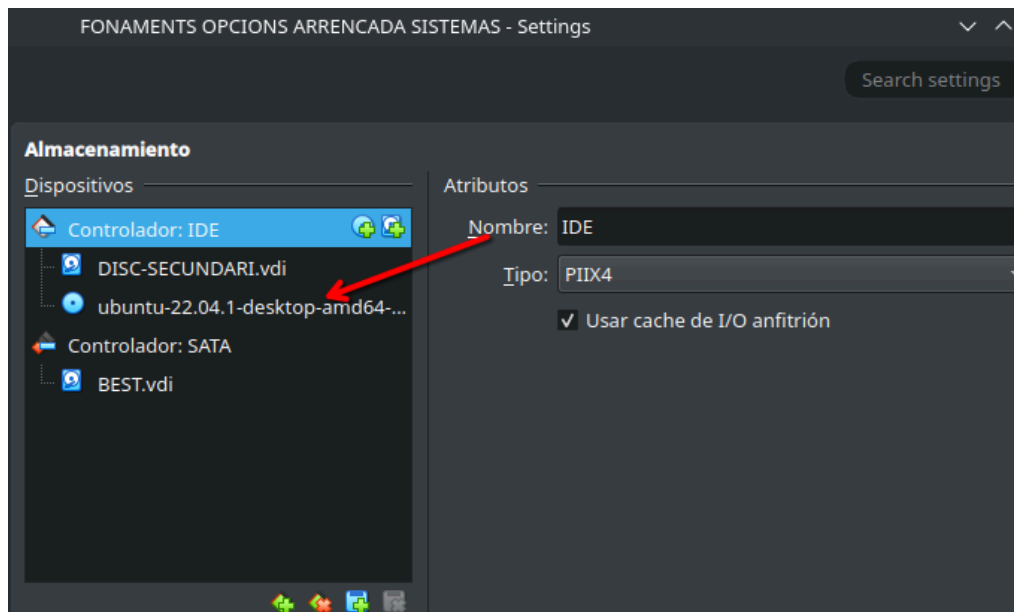 FONAMENTS OPCIONS ARRENCADA SISTEMAS - Settings
Search settings
Almacenamiento
Dispositivos
Controlador: IDE
DISC-SECUNDARI.vdi
ubuntu-22.04.1-desktop-amd64-...
Controlador: SATA
BEST.vdi
Atributos
Nombre: IDE
Tipo: PIIX4
Usar cache de I/O anfitrión